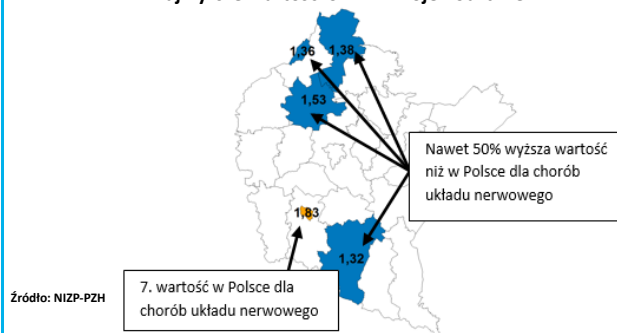 1,36
1,38
1,53
Nawet 50% wyższa wartość
niż w Polsce dla chorób
układu nerwowego
1,83
1,32
7. wartość w Polsce dla
chorób układu nerwowego
Źródło: NIZP-PZH